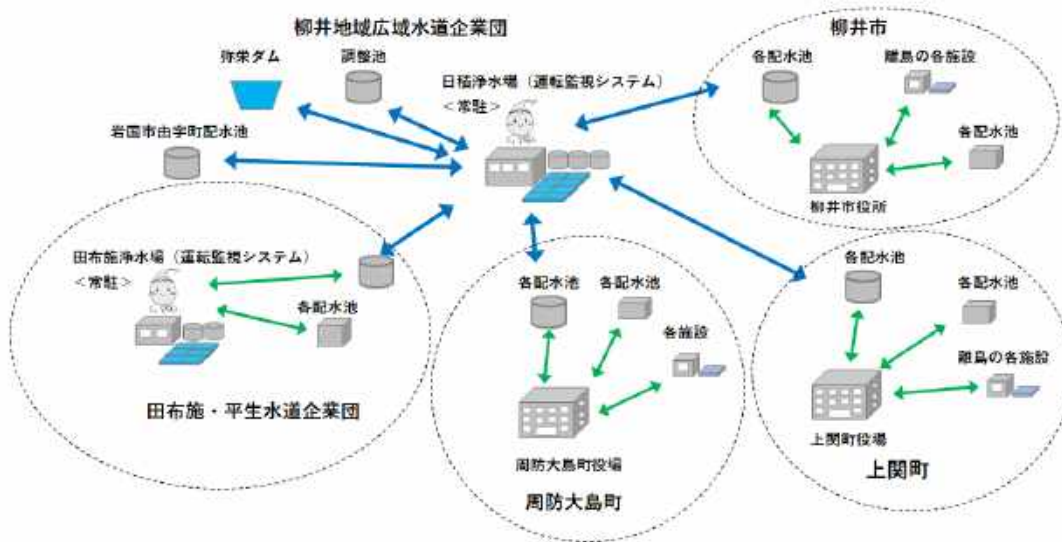 柳井地域広域水道企業団
弥栄ダム
調整池
日積浄水場（運転監視システム）
＜常駐＞
岩国市由宇町配水池
柳井市
各配水池
離島の各施設
各配水池
柳井市役所
田布施浄水場（運転監視システム）
＜常駐＞
各配水池
田布施・平生水道企業団
各配水池
各配水池
各施設
周防大島町役場
周防大島町
各配水池
各配水池
離島の各施設
上関町役場
上関町